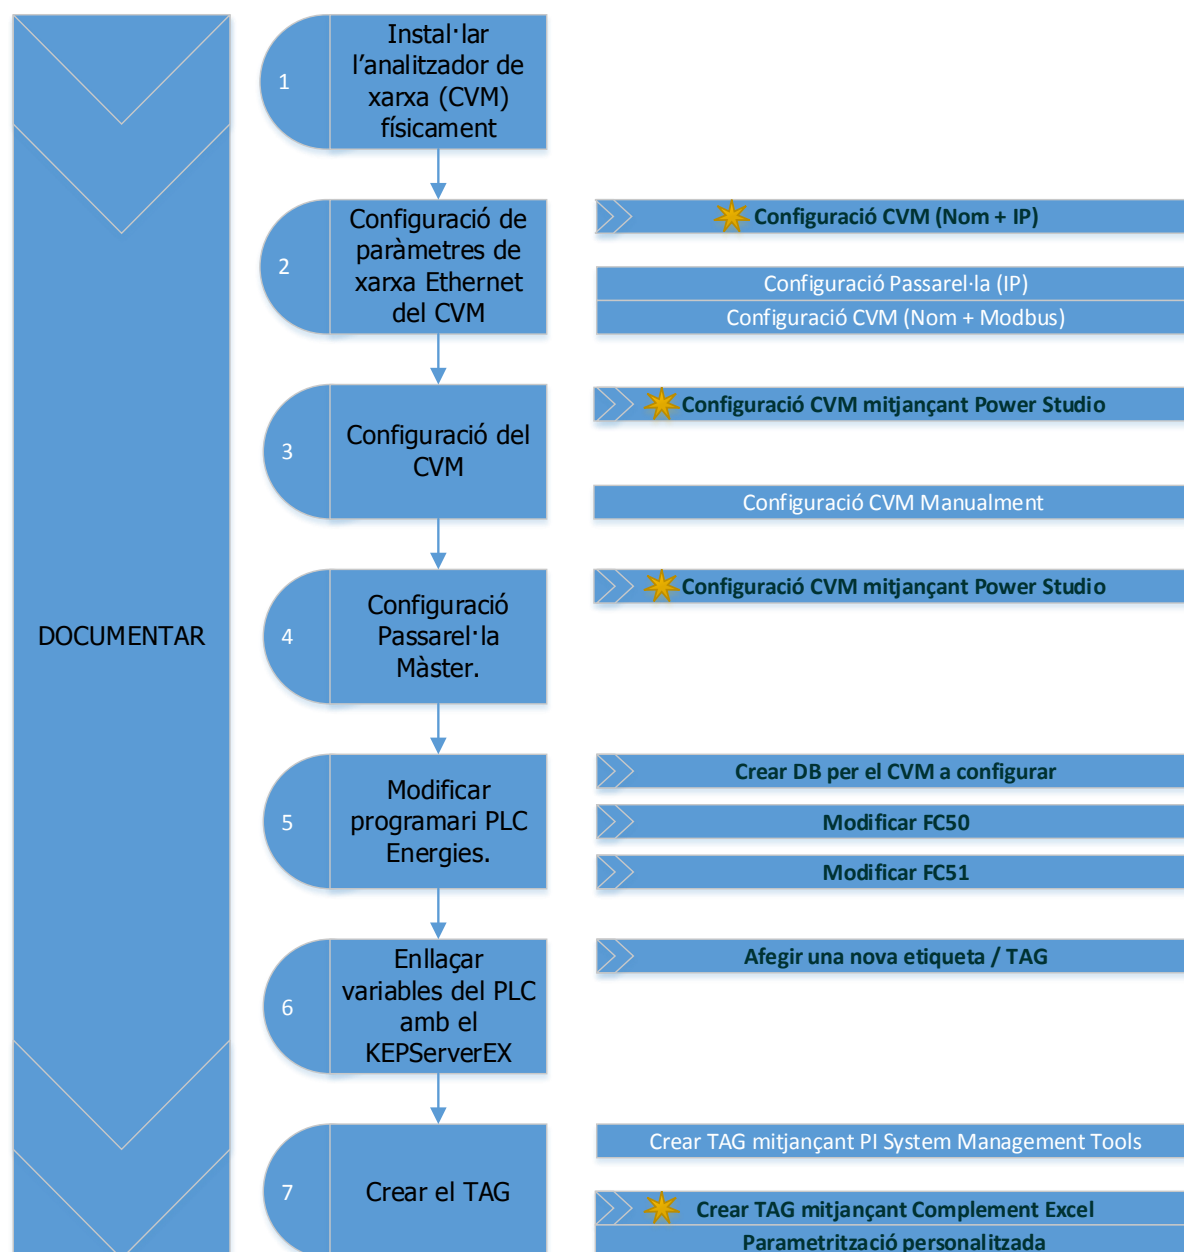 DOCUMENTAR
1
Instal·lar
l’analitzador de
xarxa (CVM)
físicament
2
Configuració de
paràmetres de
xarxa Ethernet
del CVM
Configuració CVM (Nom + IP)
Configuració Passarel·la (IP)
Configuració CVM (Nom + Modbus)
3
Configuració del
CVM
Configuració CVM mitjançant Power Studio
Configuració CVM Manualment
4
Configuració
Passarel·la
Màster.
Configuració CVM mitjançant Power Studio
5
Modificar
programari PLC
Energies.
Crear DB per el CVM a configurar
Modificar FC50
Modificar FC51
6
Enllaçar
variables del PLC
amb el
KEPServerEX
Afegir una nova etiqueta / TAG
7
Crear el TAG
Crear TAG mitjançant PI System Management Tools
Crear TAG mitjançant Complement Excel
Parametrització personalitzada